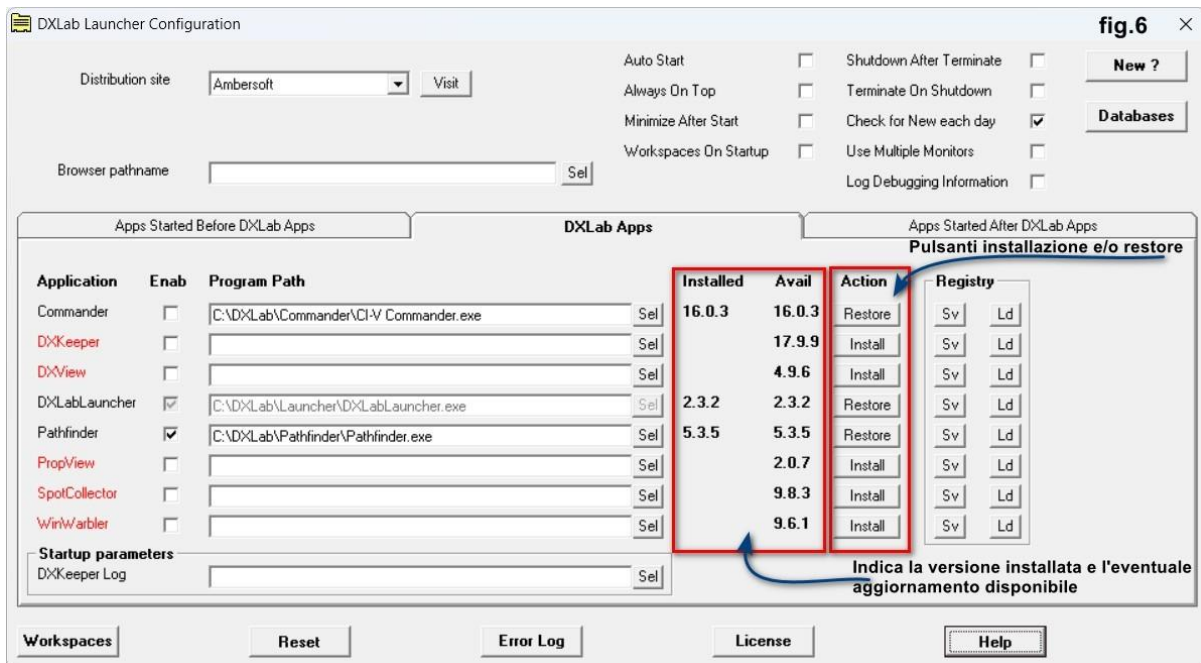 DXLab Launcher Configuration
fig.6
Distribution site
Ambersoft
Visit
Browser pathname
Sel
Auto Start
Always On Top
Minimize After Start
Workspaces On Startup
Shutdown After Terminate
Terminate On Shutdown
Check for New each day
Use Multiple Monitors
Log Debugging Information
New ?
Databases
Apps Started Before DXLab Apps
DXLab Apps
Apps Started After DXLab Apps
Pulsanti installazione e/o restore
Application Enab Program Path Installed Avail Action Registry
Commander C:\DXLab\Commander\CI-V Commander.exe Sel 16.0.3 16.0.3 Restore Sv Ld
DXKeeper Sel 17.9.9 Install Sv Ld
DXView Sel 4.9.6 Install Sv Ld
DXLabLauncher C:\DXLab\Launcher\DXLabLauncher.exe Sel 2.3.2 2.3.2 Restore Sv Ld
Pathfinder C:\DXLab\Pathfinder\Pathfinder.exe Sel 5.3.5 5.3.5 Restore Sv Ld
PropView Sel 2.0.7 Install Sv Ld
SpotCollector Sel 9.8.3 Install Sv Ld
WinWarbler Sel 9.6.1 Install Sv Ld
Startup parameters
DXKeeper Log Sel
Indica la versione installata e l'eventuale
aggiornamento disponibile
Workspaces Reset Error Log License Help